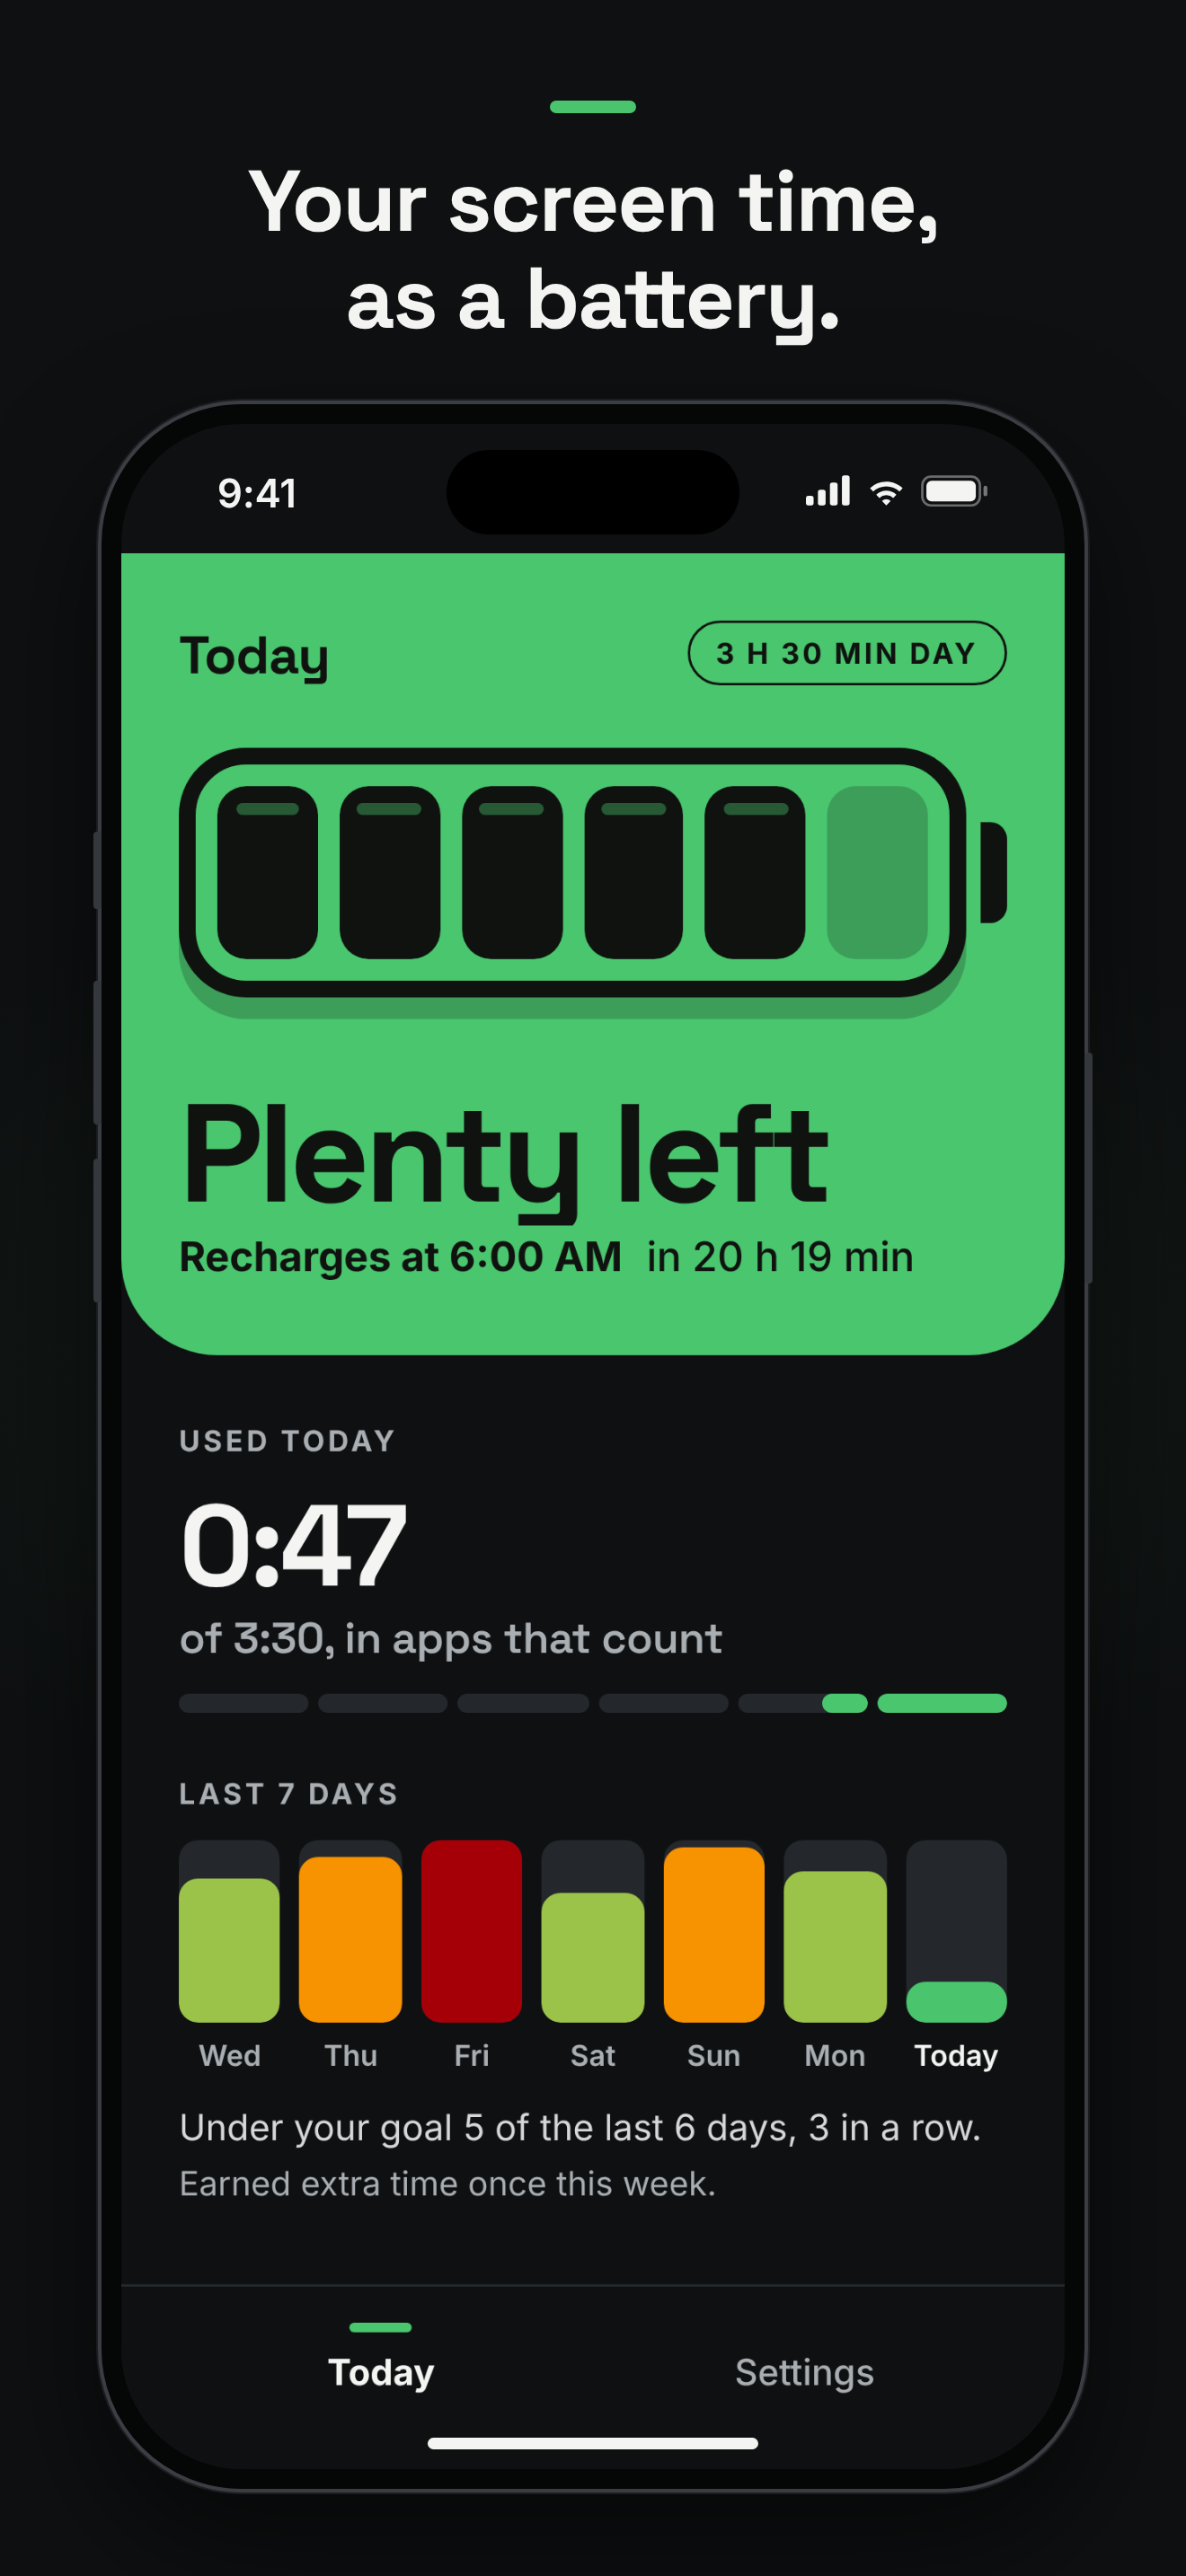 Your screen time,
as a battery.
9:41
Today
3 H 30 MIN DAY
Plenty left
Recharges at 6:00 AM in 20 h 19 min
USED TODAY
0:47
of 3:30, in apps that count
LAST 7 DAYS
Wed Thu Fri Sat Sun Mon Today
Under your goal 5 of the last 6 days, 3 in a row.
Earned extra time once this week.
Today Settings